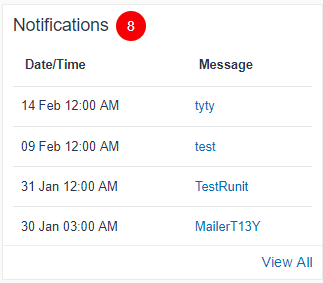 Notifications 8
Date/Time Message
14 Feb 12:00 AM tyty
09 Feb 12:00 AM test
31 Jan 12:00 AM TestRunit
30 Jan 03:00 AM MailerT13Y
View All